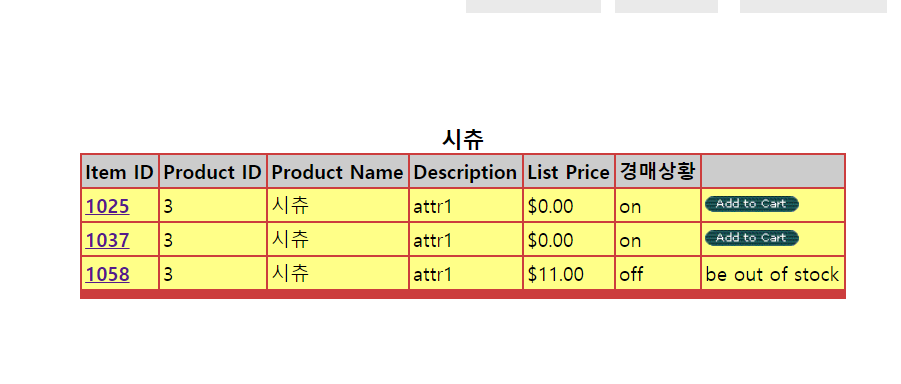 시츄
Item ID Product ID Product Name Description List Price 경매상황
1025 3 시츄 attr1 $0.00 on Add to Cart
1037 3 시츄 attr1 $0.00 on Add to Cart
1058 3 시츄 attr1 $11.00 off be out of stock